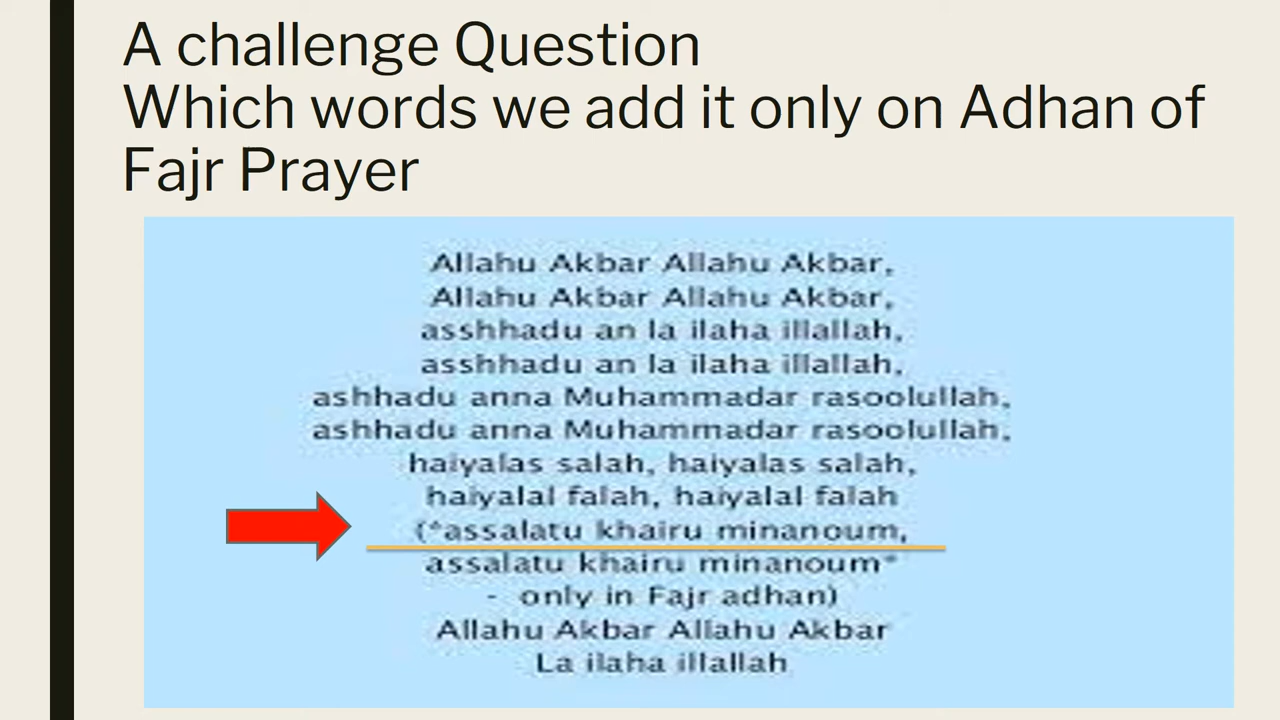 A challenge Question
Which words we add it only on Adhan of
Fajr Prayer
Allahu Akbar Allahu Akbar,
Allahu Akbar Allahu Akbar,
asshhadu an la ilaha illallah,
asshhadu an la ilaha illallah,
ashhadu anna Muhammadar rasoolullah,
ashhadu anna Muhammadar rasoolullah,
haiyalas salah, haiyalas salah,
haiyalal falah, haiyalal falah
(*assalatu khairu minanoum,
assalatu khairu minanoum*
- only in Fajr adhan)
Allahu Akbar Allahu Akbar
La ilaha illallah